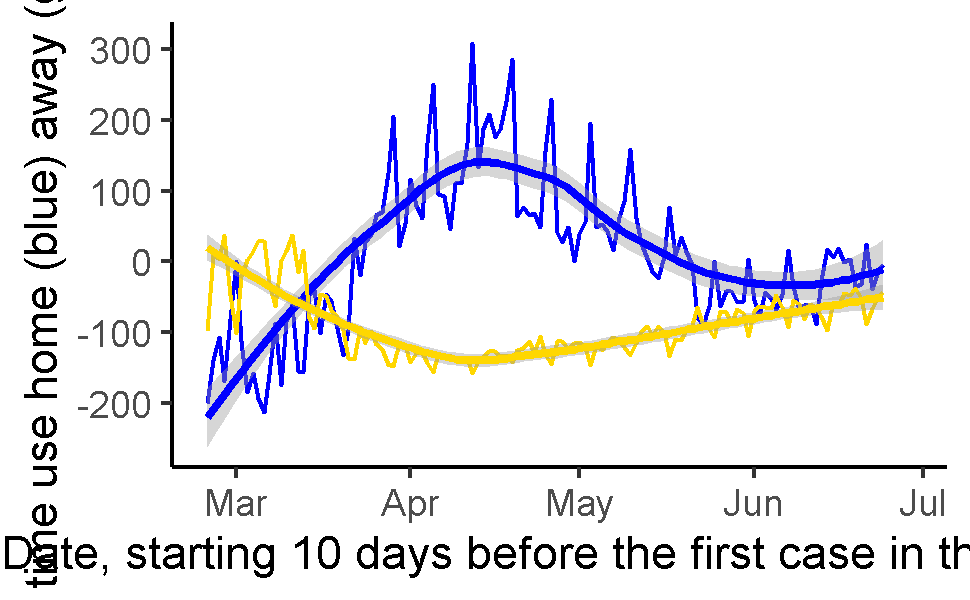 time use home (blue) away (
300
200
100
0
-100
-200
Mar Apr May Jun Jul
Date, starting 10 days before the first case in th